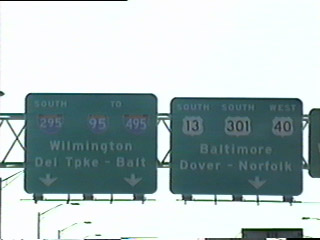 SOUTH TO
295 95 495
Wilmington
Del Tpke - Balt
SOUTH SOUTH WEST
13 301 40
Baltimore
Dover - Norfolk